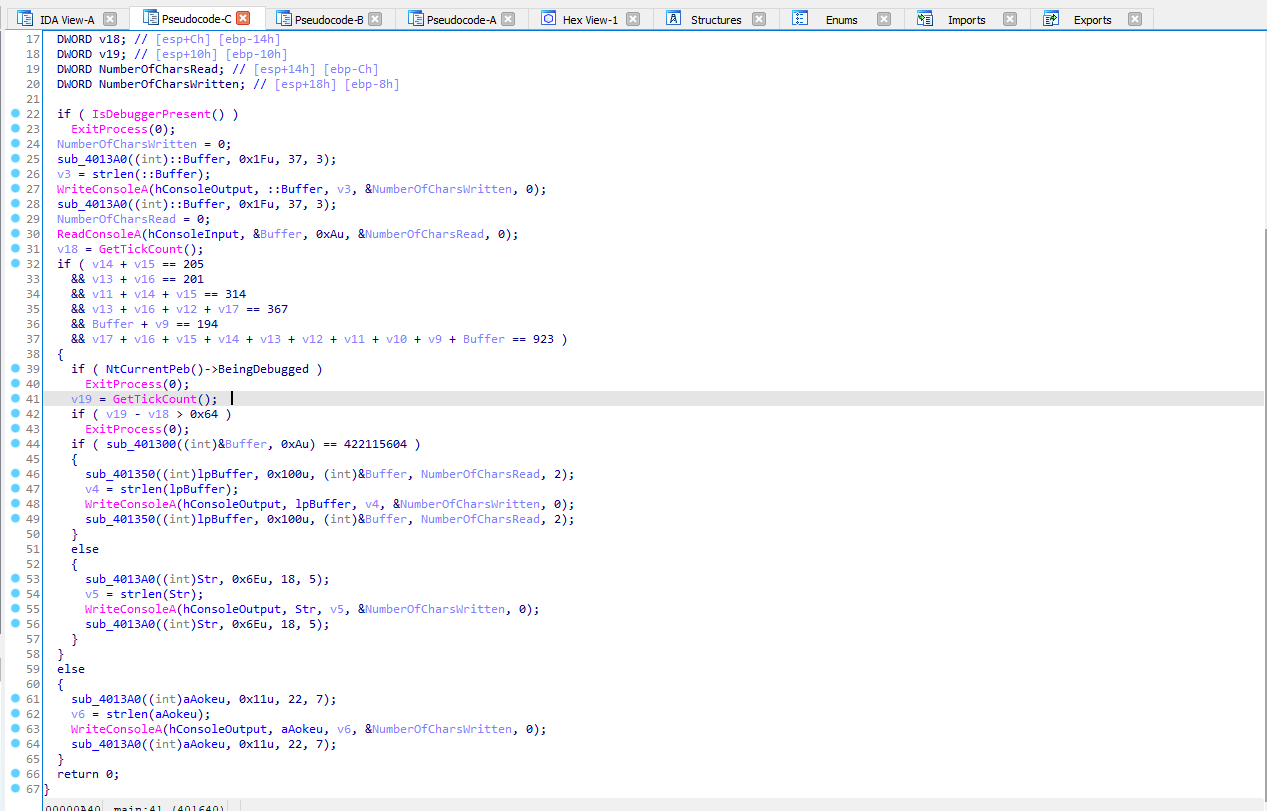 IDA View-A Pseudocode-C Pseudocode-B Pseudocode-A Hex View-1 Structures Enums Imports Exports
17 DWORD v18; // [esp+Ch] [ebp-14h]
18 DWORD v19; // [esp+10h] [ebp-10h]
19 DWORD NumberOfCharsRead; // [esp+14h] [ebp-Ch]
20 DWORD NumberOfCharsWritten; // [esp+18h] [ebp-8h]
21
22 if ( IsDebuggerPresent() )
23 ExitProcess(0);
24 NumberOfCharsWritten = 0;
25 sub_4013A0((int)::Buffer, 0x1Fu, 37, 3);
26 v3 = strlen(::Buffer);
27 WriteConsoleA(hConsoleOutput, ::Buffer, v3, &NumberOfCharsWritten, 0);
28 sub_4013A0((int)::Buffer, 0x1Fu, 37, 3);
29 NumberOfCharsRead = 0;
30 ReadConsoleA(hConsoleInput, &Buffer, 0xAu, &NumberOfCharsRead, 0);
31 v18 = GetTickCount();
32 if ( v14 + v15 == 205
33 && v13 + v16 == 201
34 && v11 + v14 + v15 == 314
35 && v13 + v16 + v12 + v17 == 367
36 && Buffer + v9 == 194
37 && v17 + v16 + v15 + v14 + v13 + v12 + v11 + v10 + v9 + Buffer == 923 )
38 {
39 if ( NtCurrentPeb()->BeingDebugged )
40 ExitProcess(0);
41 v19 = GetTickCount();
42 if ( v19 - v18 > 0x64 )
43 ExitProcess(0);
44 if ( sub_401300((int)&Buffer, 0xAu) == 422115604 )
45 {
46 sub_401350((int)lpBuffer, 0x100u, (int)&Buffer, NumberOfCharsRead, 2);
47 v4 = strlen(lpBuffer);
48 WriteConsoleA(hConsoleOutput, lpBuffer, v4, &NumberOfCharsWritten, 0);
49 sub_401350((int)lpBuffer, 0x100u, (int)&Buffer, NumberOfCharsRead, 2);
50 }
51 else
52 {
53 sub_4013A0((int)Str, 0x6Eu, 18, 5);
54 v5 = strlen(Str);
55 WriteConsoleA(hConsoleOutput, Str, v5, &NumberOfCharsWritten, 0);
56 sub_4013A0((int)Str, 0x6Eu, 18, 5);
57 }
58 }
59 else
60 {
61 sub_4013A0((int)aAokeu, 0x11u, 22, 7);
62 v6 = strlen(aAokeu);
63 WriteConsoleA(hConsoleOutput, aAokeu, v6, &NumberOfCharsWritten, 0);
64 sub_4013A0((int)aAokeu, 0x11u, 22, 7);
65 }
66 return 0;
67 }
00000A40 main:41 (401640)